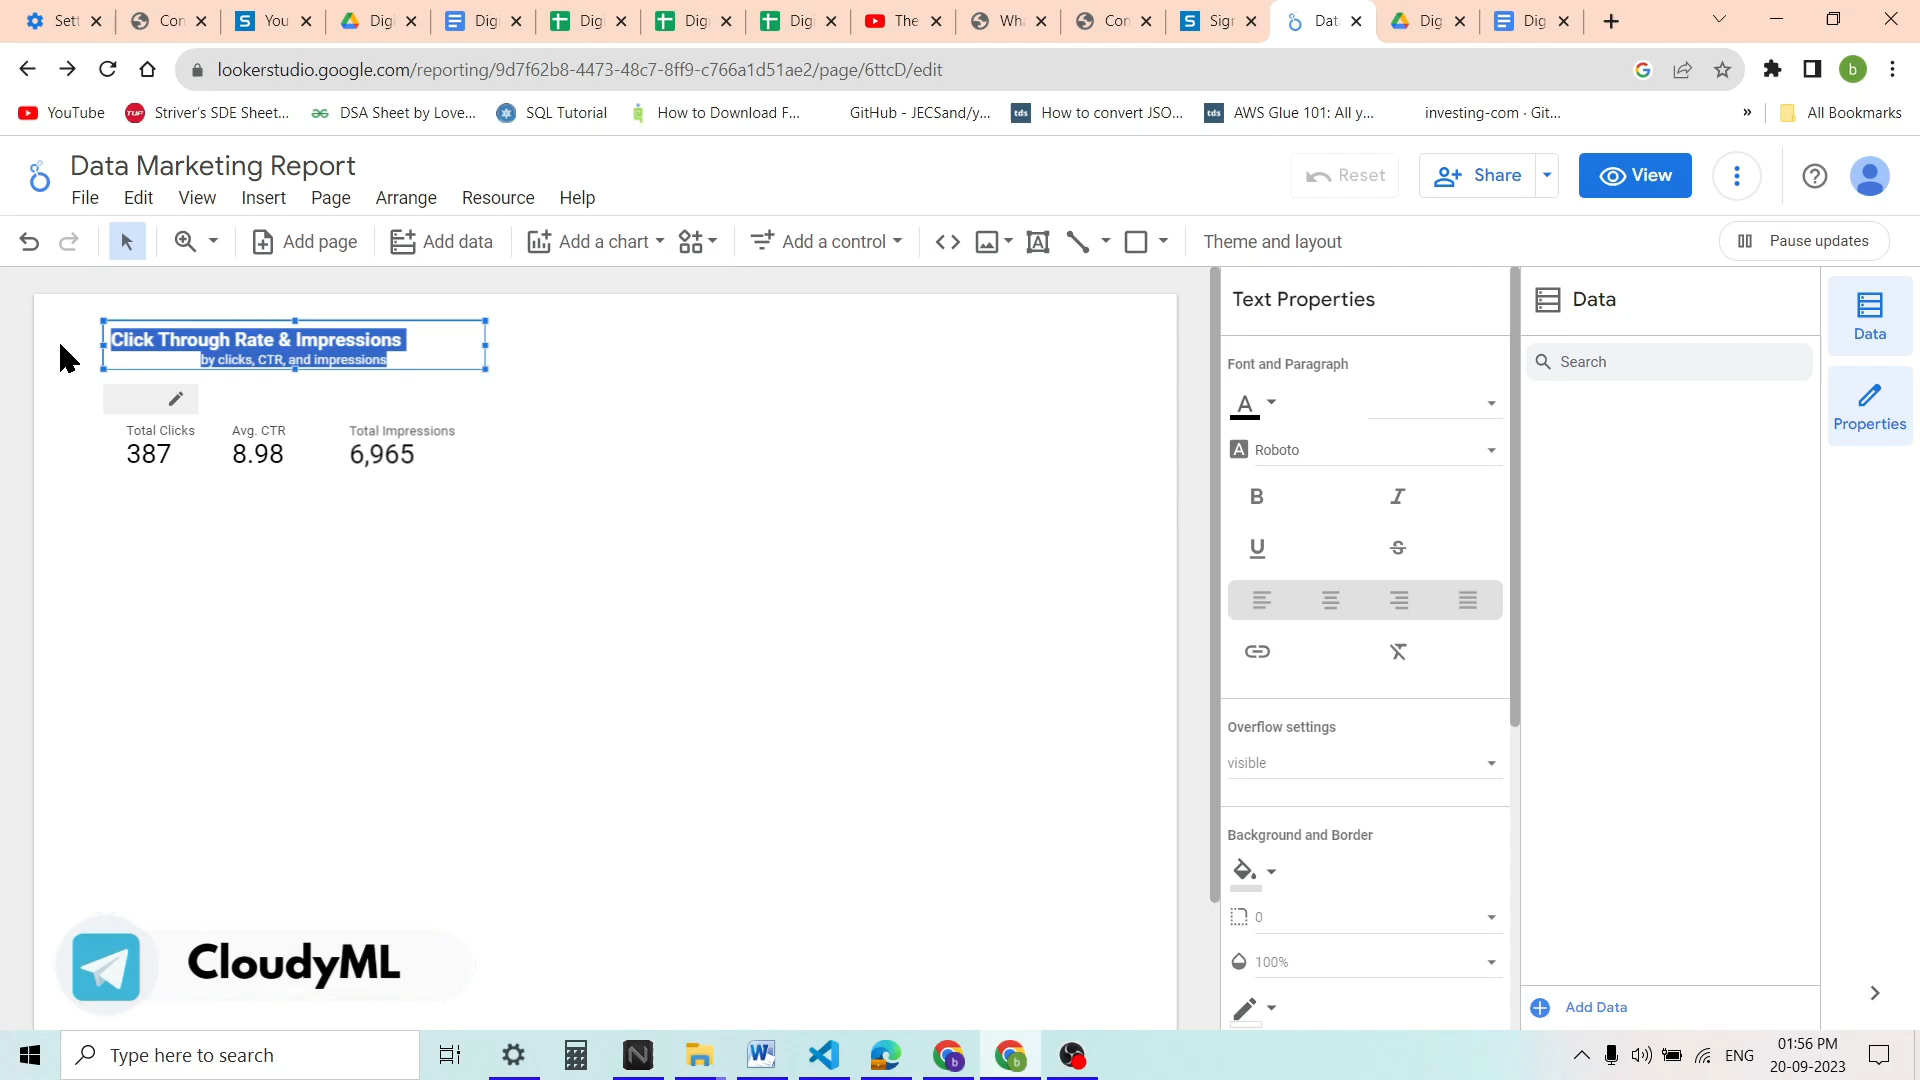 Sett
Con
You
Digi
Digi
Digi
Digi
Digi
The
Wha
Con
Sign
Dat
Dig
Dig
lookerstudio.google.com/reporting/9d7f62b8-4473-48c7-8ff9-c766a1d51ae2/page/6ttcD/edit
b
YouTube
Striver's SDE Sheet...
DSA Sheet by Love...
SQL Tutorial
How to Download F...
GitHub - JECSand/y...
How to convert JSO...
AWS Glue 101: All y...
investing-com · Git...
»
All Bookmarks
Data Marketing Report
File Edit View Insert Page Arrange Resource Help
Reset
Share
View
Add page
Add data
Add a chart
Add a control
Theme and layout
Pause updates
Click Through Rate & Impressions
by clicks, CTR, and impressions
Total Clicks
387
Avg. CTR
8.98
Total Impressions
6,965
CloudyML
Text Properties
Font and Paragraph
Roboto
Overflow settings
visible
Background and Border
0
100%
Data
Search
Add Data
Data
Properties
Type here to search
ENG
01:56 PM
20-09-2023